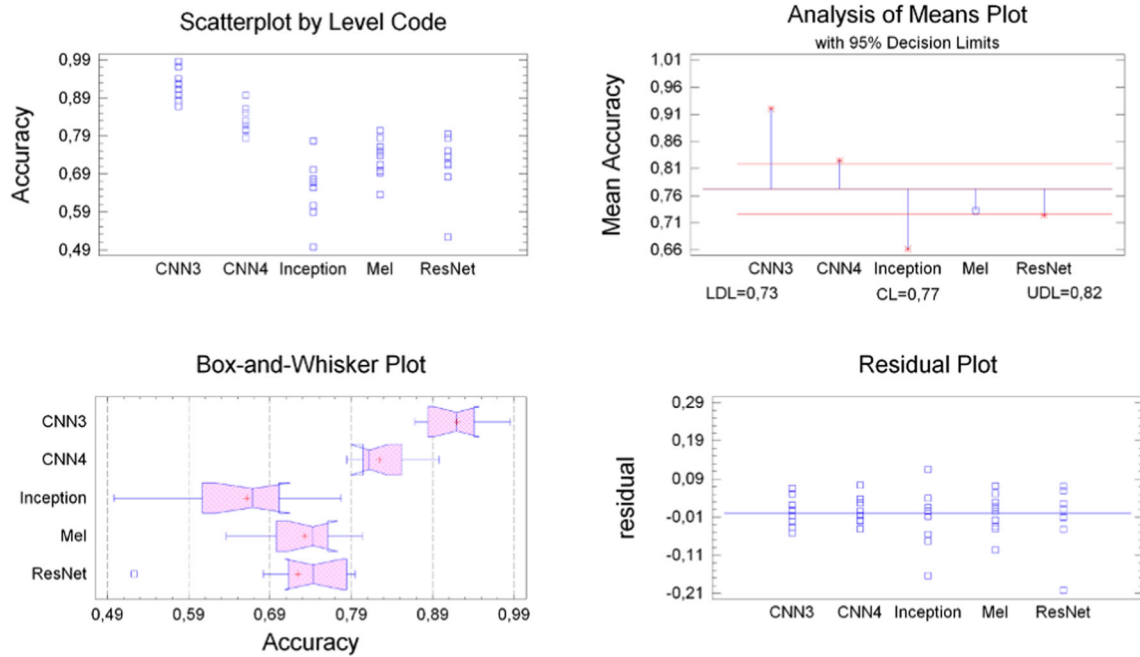 Scatterplot by Level Code
Accuracy
0,99
0,89
0,79
0,69
0,59
0,49
CNN3 CNN4 Inception Mel ResNet
Analysis of Means Plot
with 95% Decision Limits
Mean Accuracy
1,01
0,96
0,91
0,86
0,81
0,76
0,71
0,66
CNN3 CNN4 Inception Mel ResNet
LDL=0,73 CL=0,77 UDL=0,82
Box-and-Whisker Plot
CNN3
CNN4
Inception
Mel
ResNet
0,49 0,59 0,69 0,79 0,89 0,99
Accuracy
Residual Plot
residual
0,29
0,19
0,09
-0,01
-0,11
-0,21
CNN3 CNN4 Inception Mel ResNet